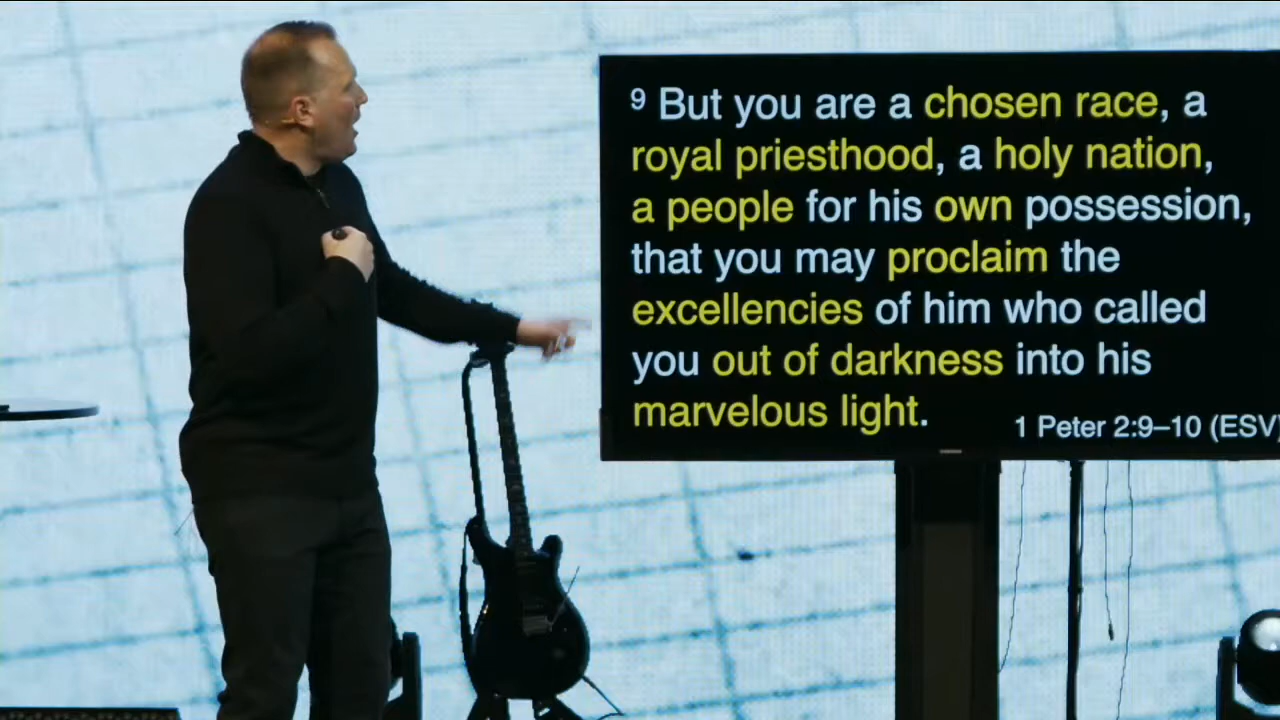 9 But you are a chosen race, a
royal priesthood, a holy nation,
a people for his own possession,
that you may proclaim the
excellencies of him who called
you out of darkness into his
marvelous light.
1 Peter 2:9–10 (ESV)